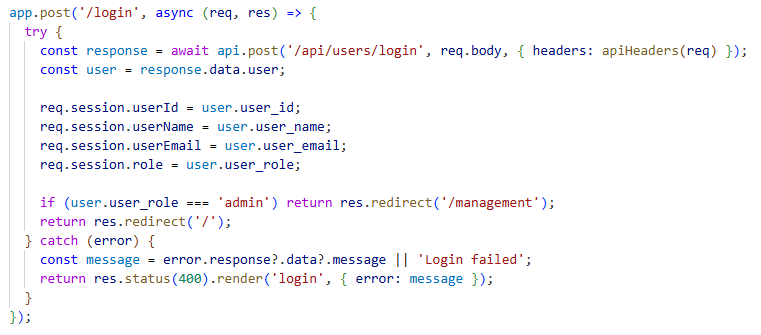 app.post('/login', async (req, res) => {
  try {
    const response = await api.post('/api/users/login', req.body, { headers: apiHeaders(req) });
    const user = response.data.user;

    req.session.userId = user.user_id;
    req.session.userName = user.user_name;
    req.session.userEmail = user.user_email;
    req.session.role = user.user_role;

    if (user.user_role === 'admin') return res.redirect('/management');
    return res.redirect('/');
  } catch (error) {
    const message = error.response?.data?.message || 'Login failed';
    return res.status(400).render('login', { error: message });
  }
});